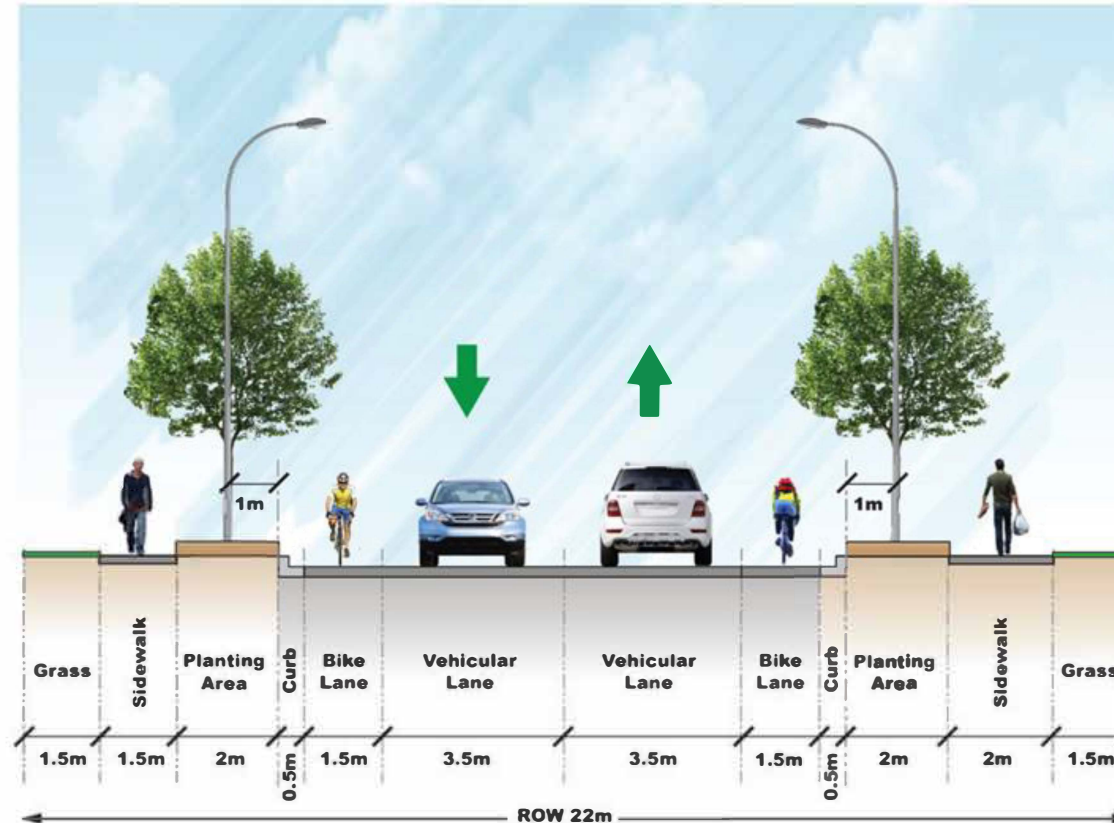 1m
1m
Grass
Sidewalk
Planting
Area
Curb
Bike
Lane
Vehicular
Lane
Vehicular
Lane
Bike
Lane
Curb
Planting
Area
Sidewalk
Grass
1.5m
1.5m
2m
0.5m
1.5m
3.5m
3.5m
1.5m
0.5m
2m
2m
1.5m
ROW 22m